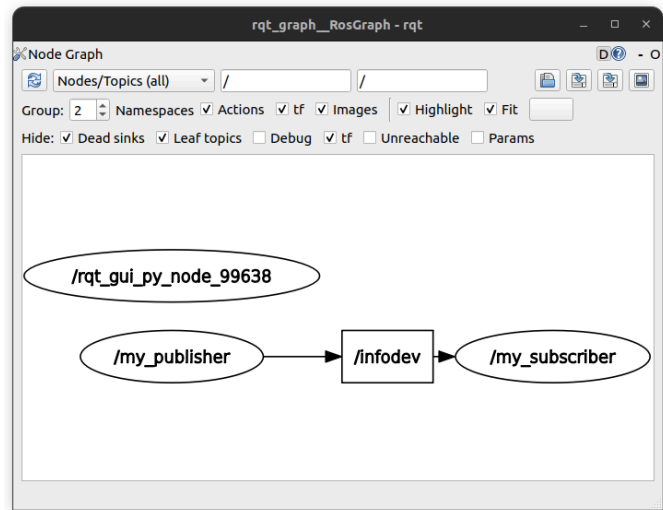 rqt_graph__RosGraph - rqt
Node Graph D - O
Nodes/Topics (all) / /
Group: 2 Namespaces Actions tf Images Highlight Fit
Hide: Dead sinks Leaf topics Debug tf Unreachable Params
/rqt_gui_py_node_99638
/my_publisher /infodev /my_subscriber